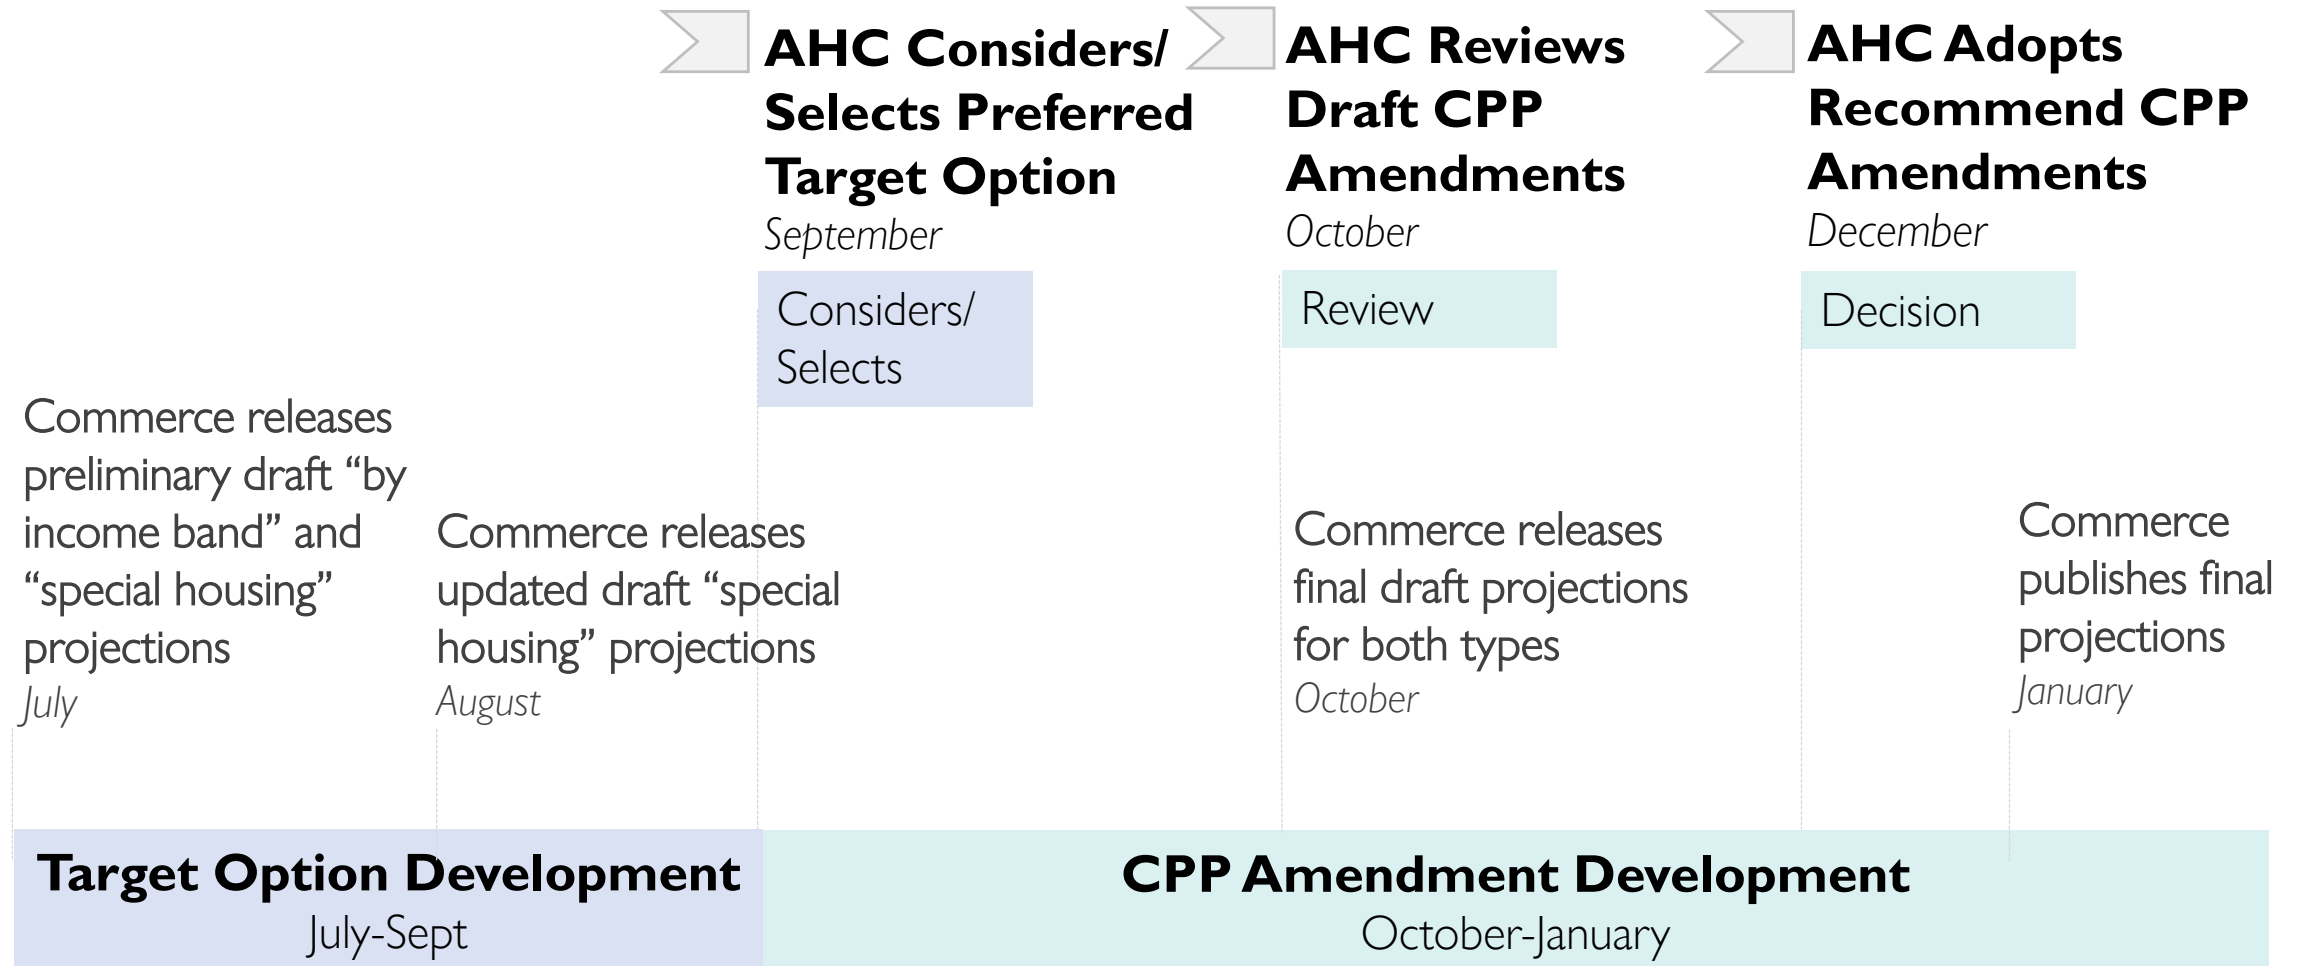 AHC Considers/
Selects Preferred
Target Option
September
Considers/
Selects
AHC Reviews
Draft CPP
Amendments
October
Review
AHC Adopts
Recommend CPP
Amendments
December
Decision
Commerce releases
preliminary draft “by
income band” and
“special housing”
projections
July
Commerce releases
updated draft “special
housing” projections
August
Commerce releases
final draft projections
for both types
October
Commerce
publishes final
projections
January
Target Option Development
July-Sept
CPP Amendment Development
October-January